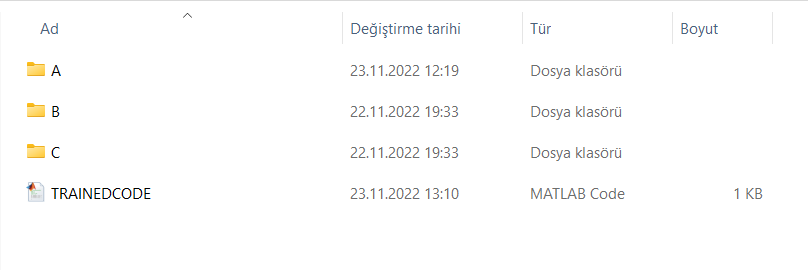 Ad Değiştirme tarihi Tür Boyut
A 23.11.2022 12:19 Dosya klasörü
B 22.11.2022 19:33 Dosya klasörü
C 22.11.2022 19:33 Dosya klasörü
TRAINEDCODE 23.11.2022 13:10 MATLAB Code 1 KB